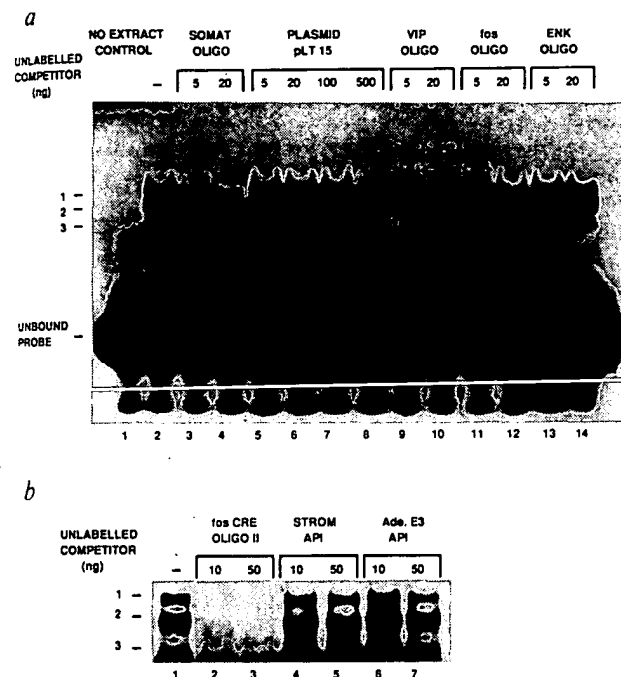 a
NO EXTRACT CONTROL
SOMAT OLIGO
PLASMID pLT 15
VIP OLIGO
fos OLIGO
ENK OLIGO
UNLABELLED COMPETITOR (ng)
– 5 20 5 20 100 500 5 20 5 20 5 20
1 –
2 –
3 –
UNBOUND PROBE –
1 2 3 4 5 6 7 8 9 10 11 12 13 14
b
fos CRE OLIGO II
STROM API
Ade. E3 API
UNLABELLED COMPETITOR (ng)
– 10 50 10 50 10 50
1 –
2 –
3 –
1 2 3 4 5 6 7